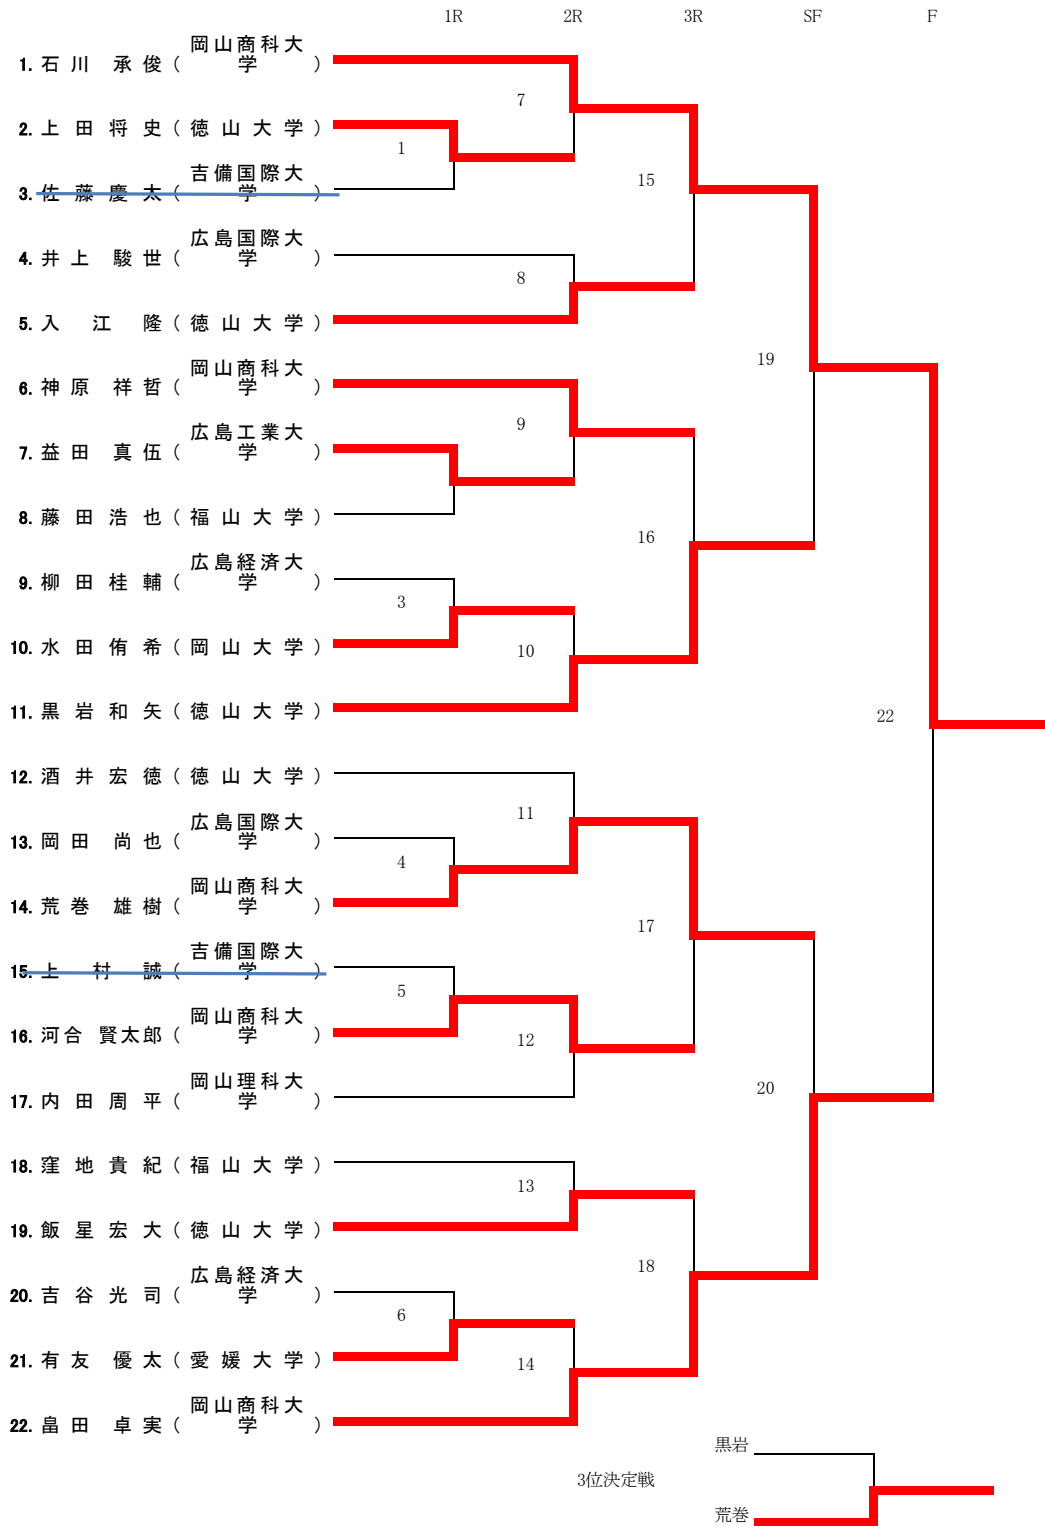 1R 2R 3R SF F
1. 石川 承俊 ( 岡山商科大学 )
7
2. 上田将史 ( 徳山大学 )
1
3. 佐藤慶太 ( 吉備国際大学 )
15
4. 井上 駿世 ( 広島国際大学 )
8
5. 入江 隆 ( 徳山大学 )
19
6. 神原 祥哲 ( 岡山商科大学 )
9
7. 益田 真伍 ( 広島工業大学 )
8. 藤田浩也 ( 福山大学 )
16
9. 柳田桂輔 ( 広島経済大学 )
3
10. 水田侑希 ( 岡山大学 )
10
11. 黒岩和矢 ( 徳山大学 )
22
12. 酒井宏徳 ( 徳山大学 )
11
13. 岡田 尚也 ( 広島国際大学 )
4
14. 荒巻 雄樹 ( 岡山商科大学 )
17
15. 上村 誠 ( 吉備国際大学 )
5
16. 河合 賢太郎 ( 岡山商科大学 )
12
17. 内田周平 ( 岡山理科大学 )
20
18. 窪地貴紀 ( 福山大学 )
13
19. 飯星宏大 ( 徳山大学 )
18
20. 吉谷光司 ( 広島経済大学 )
6
21. 有友 優太 ( 愛媛大学 )
14
22. 畠田 卓実 ( 岡山商科大学 )
黒岩
3位決定戦
荒巻